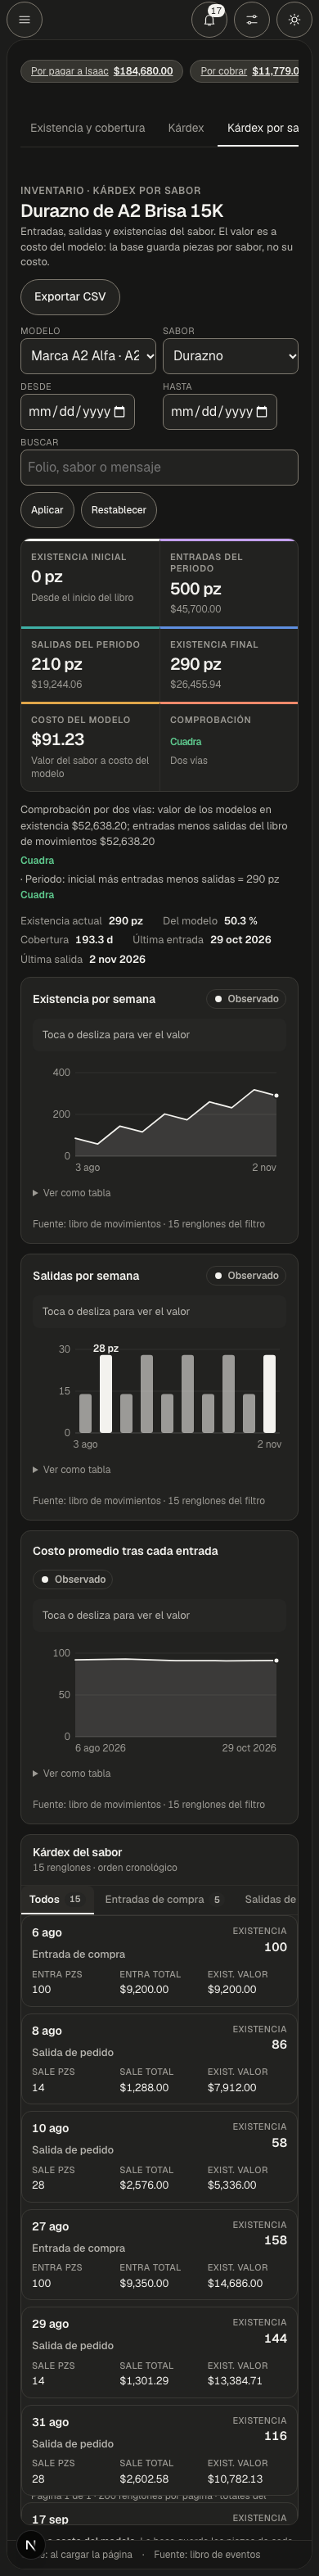 17
Por pagar a Isaac $184,680.00 Por cobrar $11,779.0
Existencia y cobertura Kárdex Kárdex por sa
INVENTARIO · KÁRDEX POR SABOR
Durazno de A2 Brisa 15K
Entradas, salidas y existencias del sabor. El valor es a
costo del modelo: la base guarda piezas por sabor, no su
costo.
Exportar CSV
MODELO SABOR
Marca A2 Alfa · A2 Durazno
DESDE HASTA
mm/dd/yyyy mm/dd/yyyy
BUSCAR
Folio, sabor o mensaje
Aplicar Restablecer
EXISTENCIA INICIAL
0 pz
Desde el inicio del libro
ENTRADAS DEL
PERIODO
500 pz
$45,700.00
SALIDAS DEL PERIODO
210 pz
$19,244.06
EXISTENCIA FINAL
290 pz
$26,455.94
COSTO DEL MODELO
$91.23
Valor del sabor a costo del
modelo
COMPROBACIÓN
Cuadra
Dos vías
Comprobación por dos vías: valor de los modelos en
existencia $52,638.20; entradas menos salidas del libro
de movimientos $52,638.20
Cuadra
· Periodo: inicial más entradas menos salidas = 290 pz
Cuadra
Existencia actual 290 pz Del modelo 50.3 %
Cobertura 193.3 d Última entrada 29 oct 2026
Última salida 2 nov 2026
Existencia por semana Observado
Toca o desliza para ver el valor
400
200
0
3 ago 2 nov
▶ Ver como tabla
Fuente: libro de movimientos · 15 renglones del filtro
Salidas por semana Observado
Toca o desliza para ver el valor
30
28 pz
15
0
3 ago 2 nov
▶ Ver como tabla
Fuente: libro de movimientos · 15 renglones del filtro
Costo promedio tras cada entrada
Observado
Toca o desliza para ver el valor
100
50
0
6 ago 2026 29 oct 2026
▶ Ver como tabla
Fuente: libro de movimientos · 15 renglones del filtro
Kárdex del sabor
15 renglones · orden cronológico
Todos 15 Entradas de compra 5 Salidas de
6 ago EXISTENCIA
100
Entrada de compra
ENTRA PZS ENTRA TOTAL EXIST. VALOR
100 $9,200.00 $9,200.00
8 ago EXISTENCIA
86
Salida de pedido
SALE PZS SALE TOTAL EXIST. VALOR
14 $1,288.00 $7,912.00
10 ago EXISTENCIA
58
Salida de pedido
SALE PZS SALE TOTAL EXIST. VALOR
28 $2,576.00 $5,336.00
27 ago EXISTENCIA
158
Entrada de compra
ENTRA PZS ENTRA TOTAL EXIST. VALOR
100 $9,350.00 $14,686.00
29 ago EXISTENCIA
144
Salida de pedido
SALE PZS SALE TOTAL EXIST. VALOR
14 $1,301.29 $13,384.71
31 ago EXISTENCIA
116
Salida de pedido
SALE PZS SALE TOTAL EXIST. VALOR
28 $2,602.58 $10,782.13
Página 1 de 1 · 200 renglones por página · totales del
17 sep EXISTENCIA
N
al cargar la página · Fuente: libro de eventos